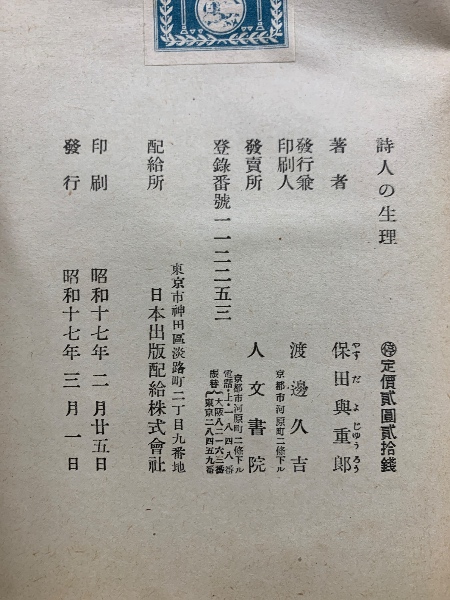 詩人の生理
㊕定價貳圓貳拾錢
著者
保田與重郎
やすだよじゆうらう
發行兼
印刷人
渡邊久吉
京都市河原町二條下ル
發賣所
人文書院
京都市河原町二條下ル
電話・上・一八四八番
振替
大阪八二一六三番
東京二八四五九番
登錄番號一一二二五三
配給所
東京市神田區淡路町二丁目九番地
日本出版配給株式會社
印刷
昭和十七年二月廿五日
發行
昭和十七年三月一日